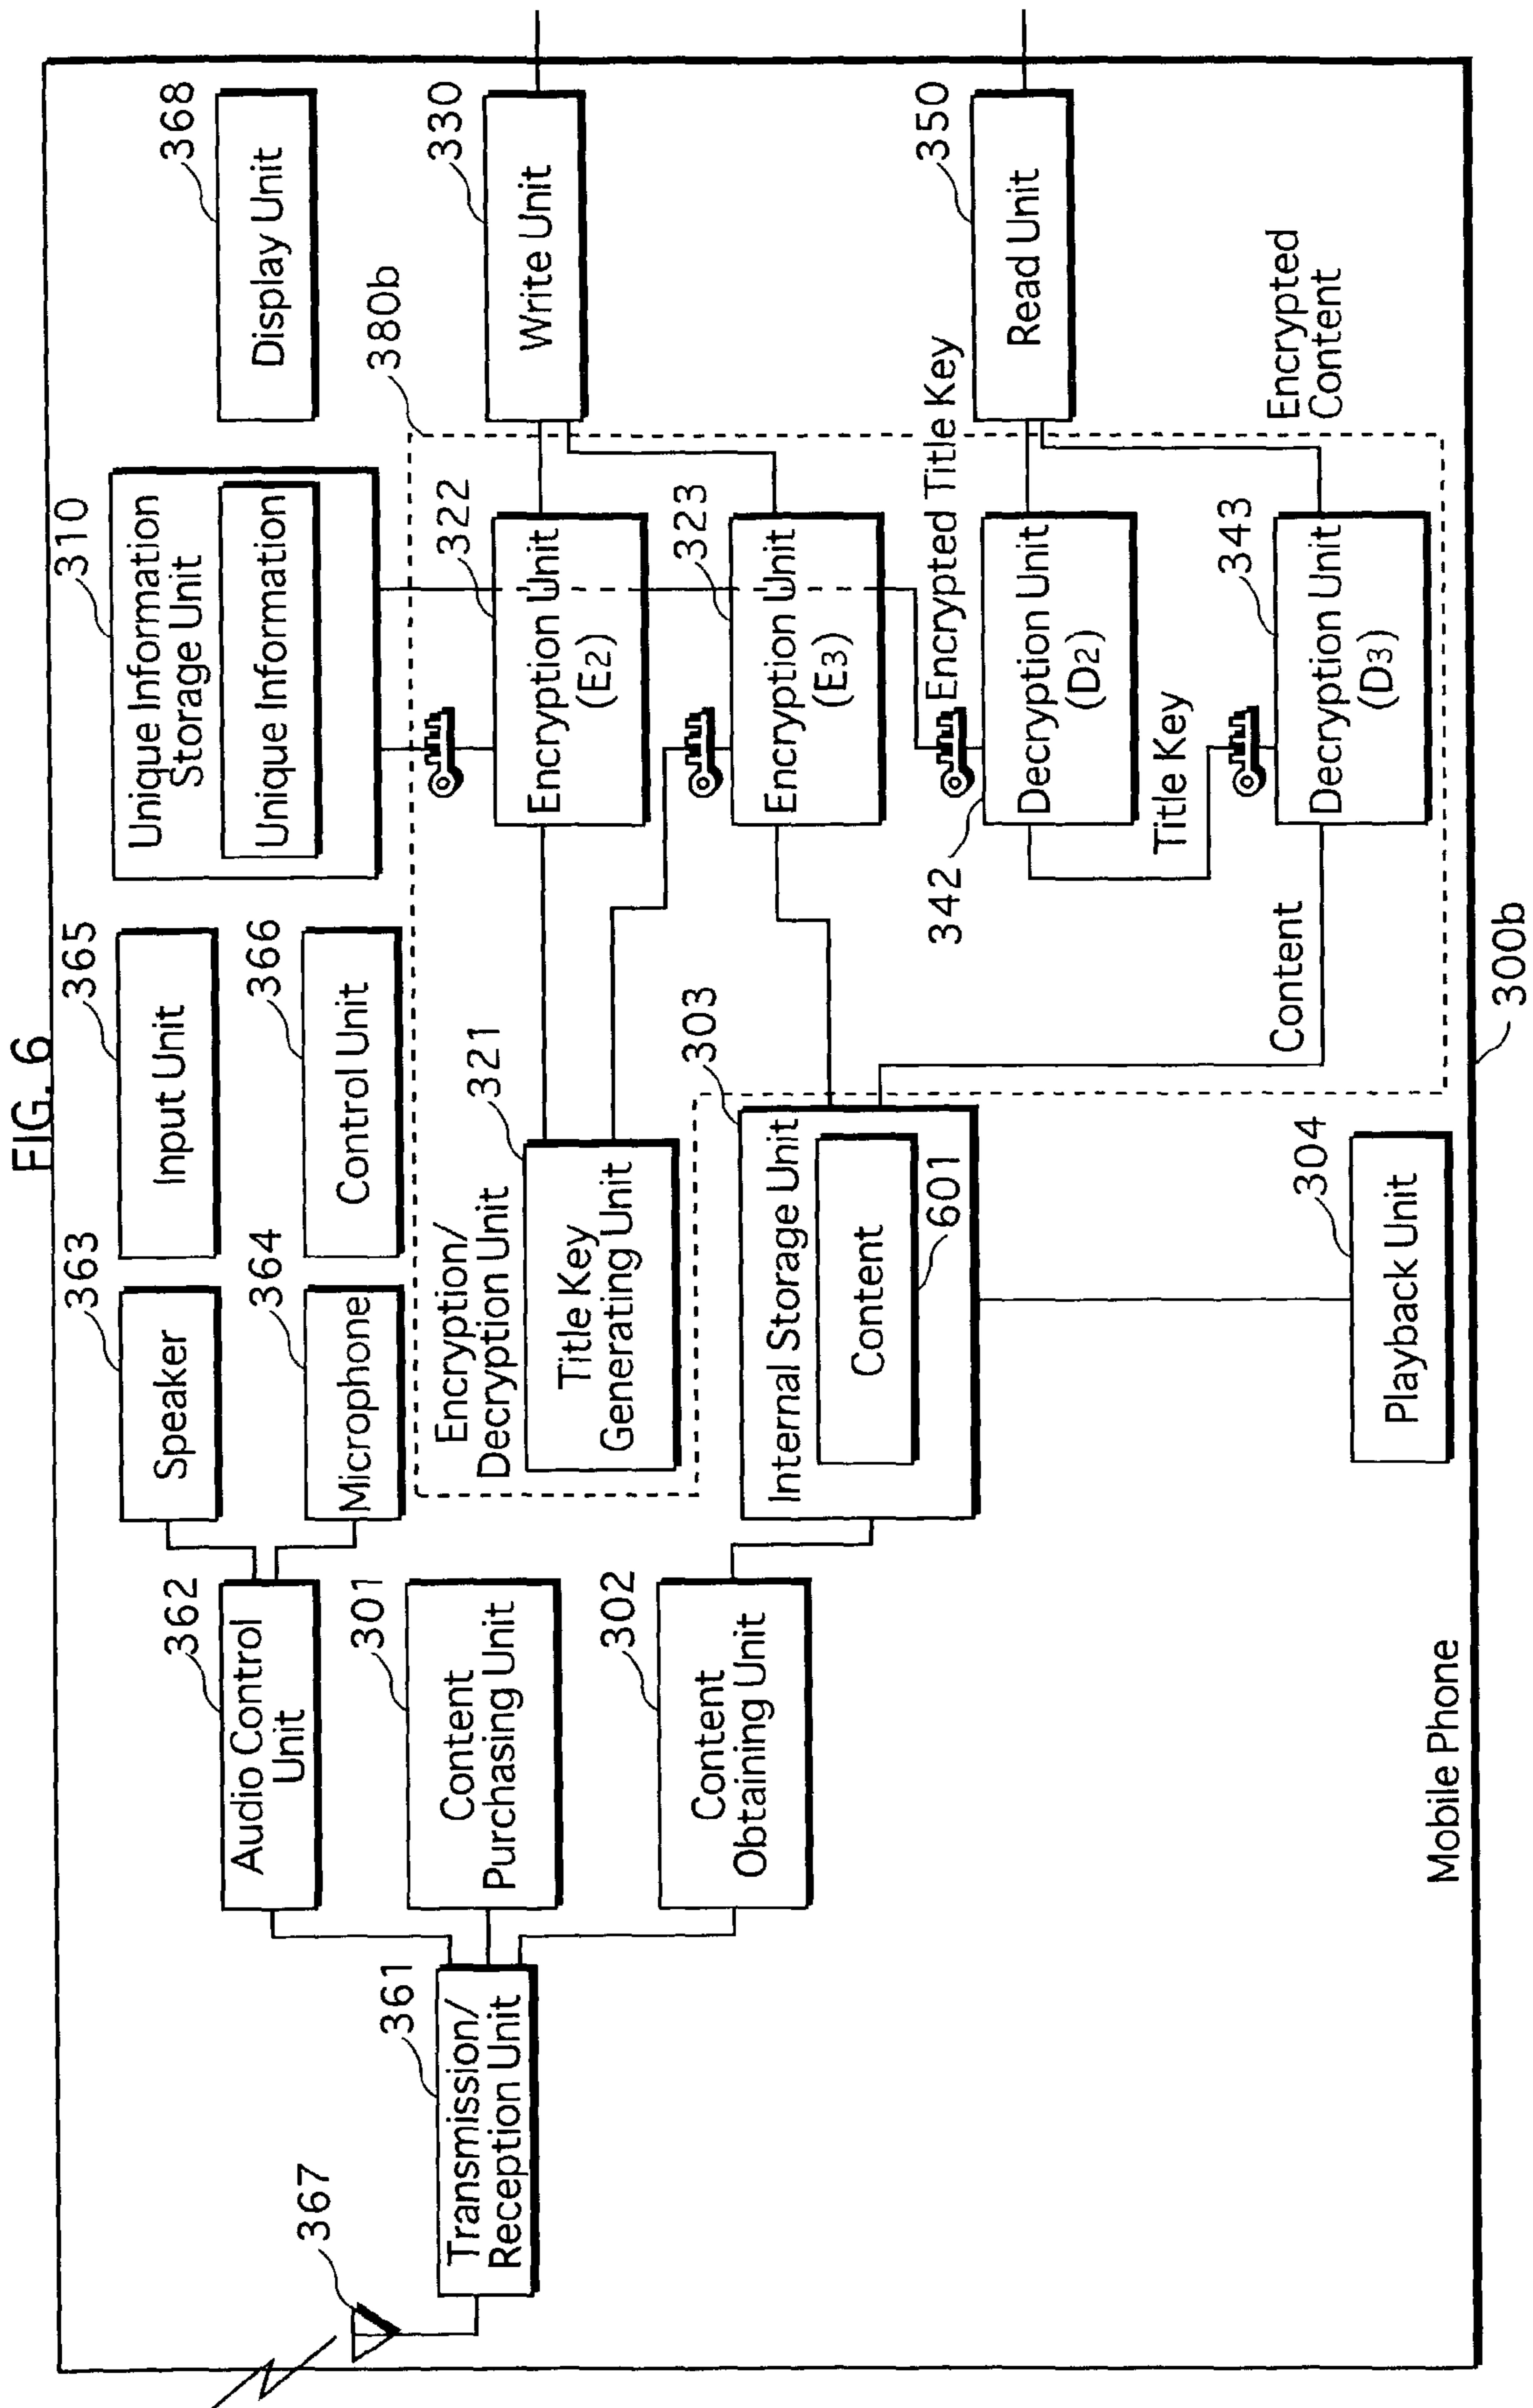 FIG. 6
367
361
Transmission/
Reception Unit
362
Audio Control
Unit
301
Content
Purchasing Unit
302
Content
Obtaining Unit
363
Speaker
364
Microphone
365
Input Unit
366
Control Unit
Encryption/
Decryption Unit
321
Title Key
Generating Unit
303
Internal Storage Unit
Content
601
304
Playback Unit
310
Unique Information
Storage Unit
Unique Information
322
Encryption Unit
(E2)
323
Encryption Unit
(E3)
Encrypted Title Key
342
Decryption Unit
(D2)
Title Key
343
Decryption Unit
(D3)
Content
368
Display Unit
380b
330
Write Unit
350
Read Unit
Encrypted
Content
Mobile Phone
300b